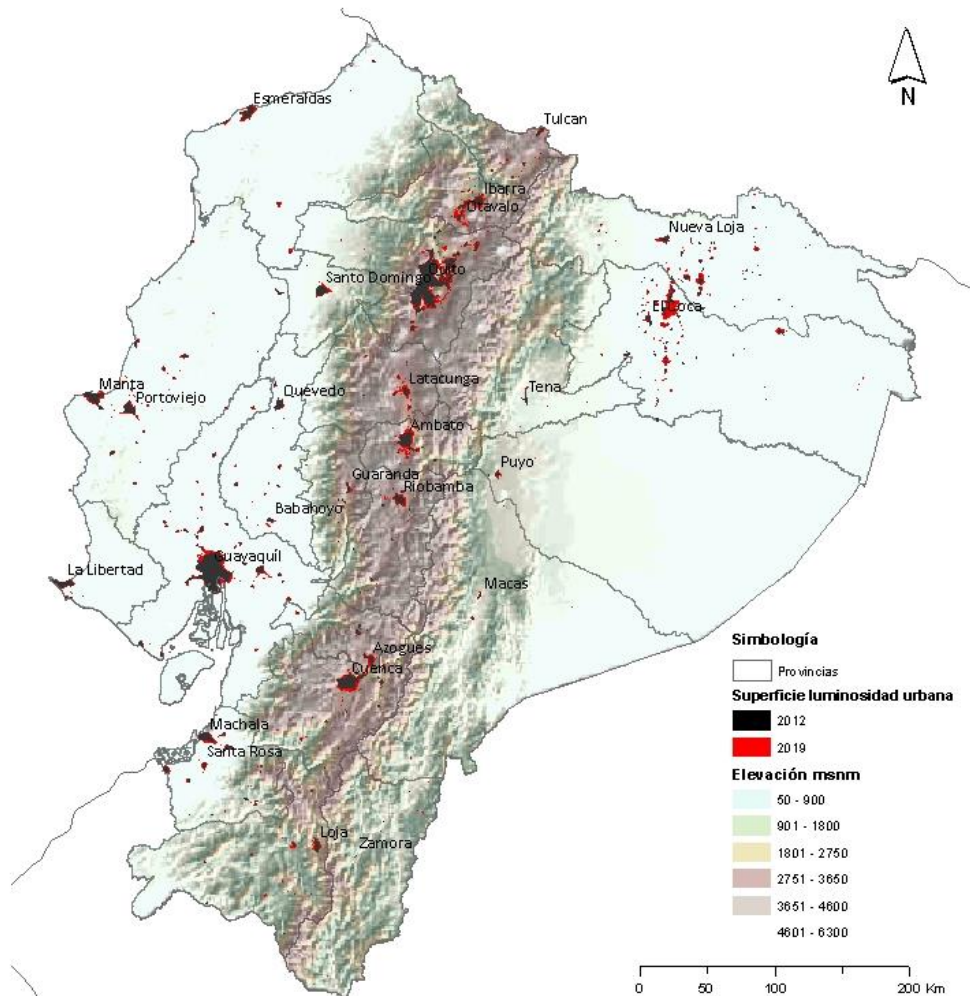 Esmeraldas
Tulcan
N
Ibarra
Otavalo
Nueva Loja
Santo Domingo
Quito
El Coca
Manta
Portoviejo
Quevedo
Latacunga
Tena
Ambato
Guaranda
Riobamba
Puyo
Babahoyo
Guayaquíl
La Libertad
Macas
Azogues
Cuenca
Machala
Santa Rosa
Loja
Zamora
Simbología
Provincias
Superficie luminosidad urbana
2012
2019
Elevación msnm
50 - 900
901 - 1800
1801 - 2750
2751 - 3650
3651 - 4600
4601 - 6300
0 50 100 200 Km